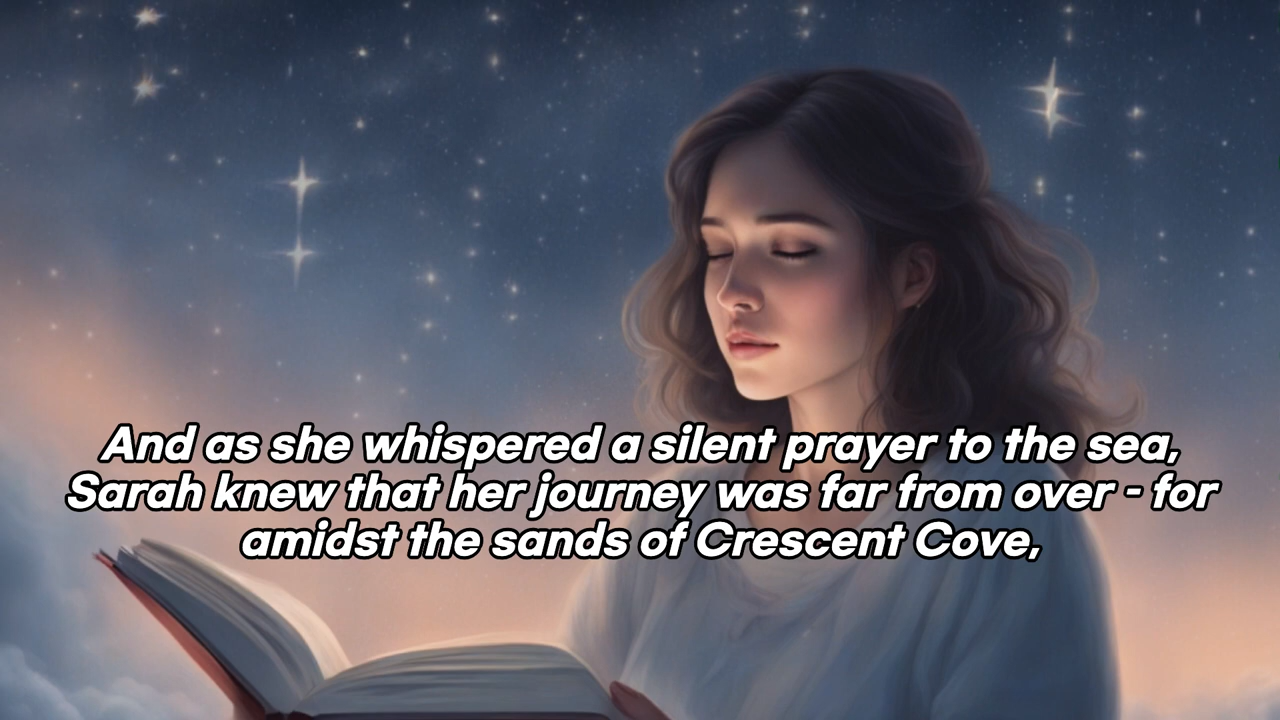 And as she whispered a silent prayer to the sea,
Sarah knew that her journey was far from over - for
amidst the sands of Crescent Cove,